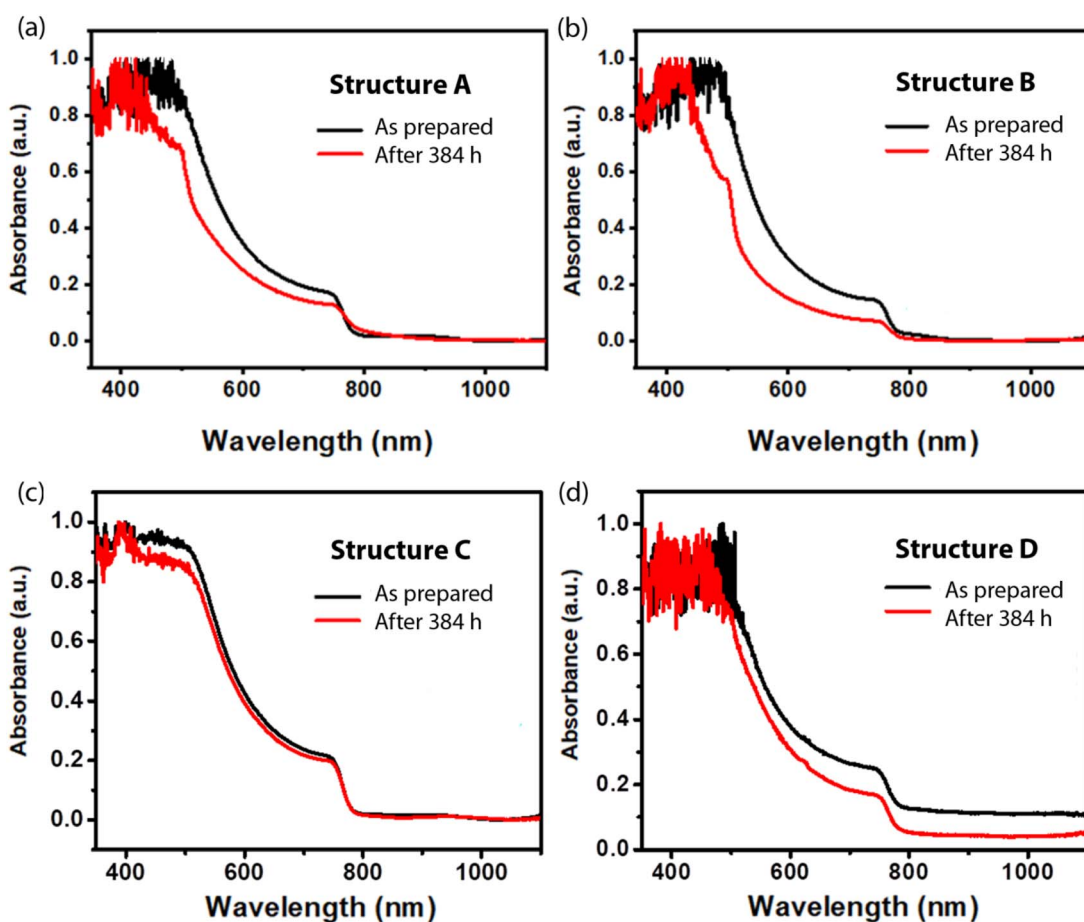 (a)
Structure A
As prepared
After 384 h
Absorbance (a.u.)
1.0
0.8
0.6
0.4
0.2
0.0
400
600
800
1000
Wavelength (nm)
(b)
Structure B
As prepared
After 384 h
Absorbance (a.u.)
1.0
0.8
0.6
0.4
0.2
0.0
400
600
800
1000
Wavelength (nm)
(c)
Structure C
As prepared
After 384 h
Absorbance (a.u.)
1.0
0.8
0.6
0.4
0.2
0.0
400
600
800
1000
Wavelength (nm)
(d)
Structure D
As prepared
After 384 h
Absorbance (a.u.)
1.0
0.8
0.6
0.4
0.2
0.0
400
600
800
1000
Wavelength (nm)